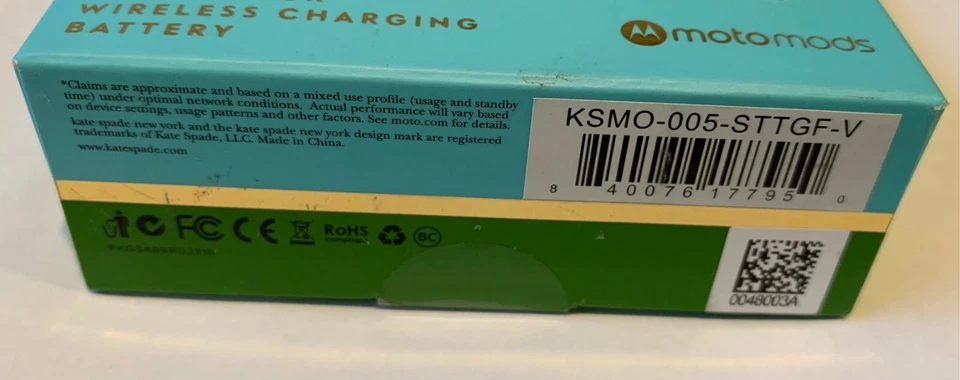 WIRELESS CHARGING
BATTERY
motomods
*Claims are approximate and based on a mixed use profile (usage and standby
time) under optimal network conditions. Actual performance will vary based
on device settings, usage patterns and other factors. See moto.com for details.
kate spade new york and the kate spade new york design mark are registered
trademarks of Kate Spade, LLC. Made in China.
www.katespade.com
KSMO-005-STTGF-V
8 40076 17795 0
FC CE RoHS BC
0048003A